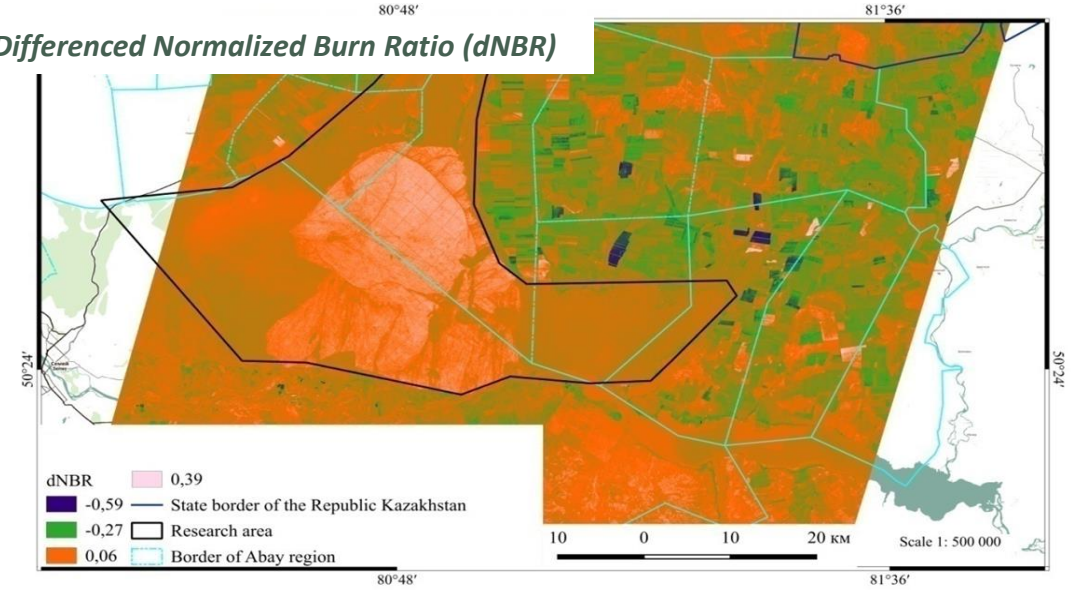 80°48'
81°36'
Differenced Normalized Burn Ratio (dNBR)
50°24'
50°24'
dNBR
0,39
-0,59
State border of the Republic Kazakhstan
-0,27
Research area
0,06
Border of Abay region
10 0 10 20 км
Scale 1: 500 000
80°48'
81°36'